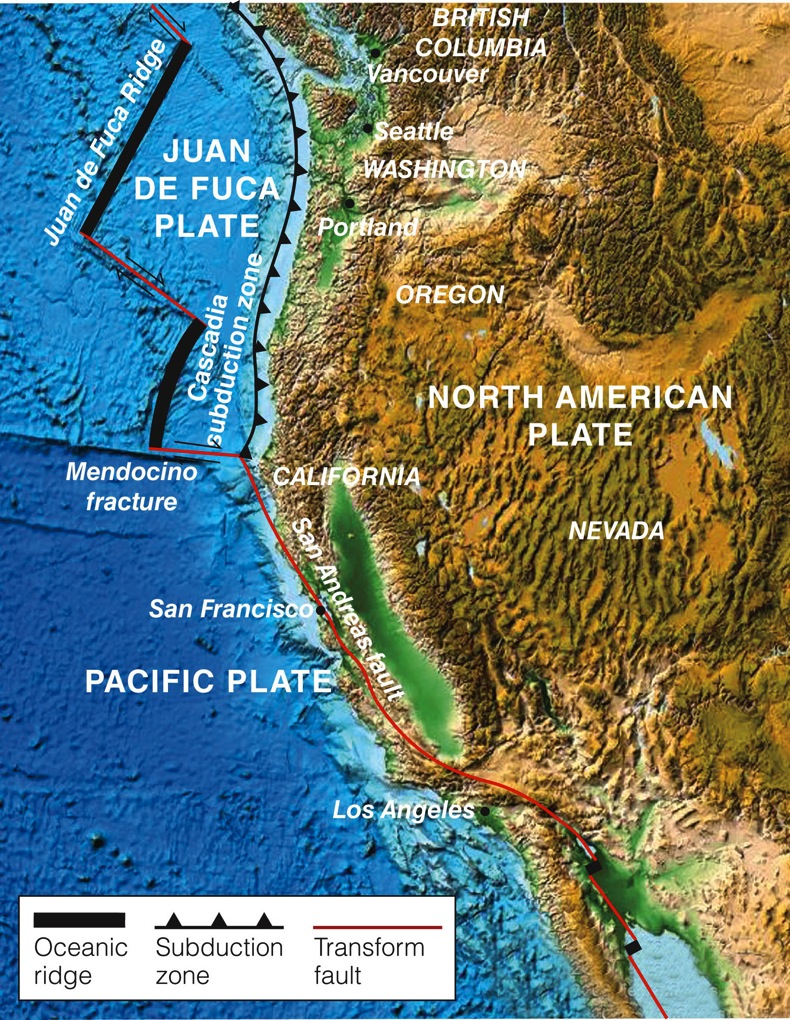 BRITISH
COLUMBIA
Vancouver
Juan de Fuca Ridge
JUAN
DE FUCA
PLATE
Seattle
WASHINGTON
Portland
Cascadia
subduction zone
OREGON
NORTH AMERICAN
PLATE
Mendocino
fracture
CALIFORNIA
NEVADA
San Andreas fault
San Francisco
PACIFIC PLATE
Los Angeles
Oceanic
ridge
Subduction
zone
Transform
fault